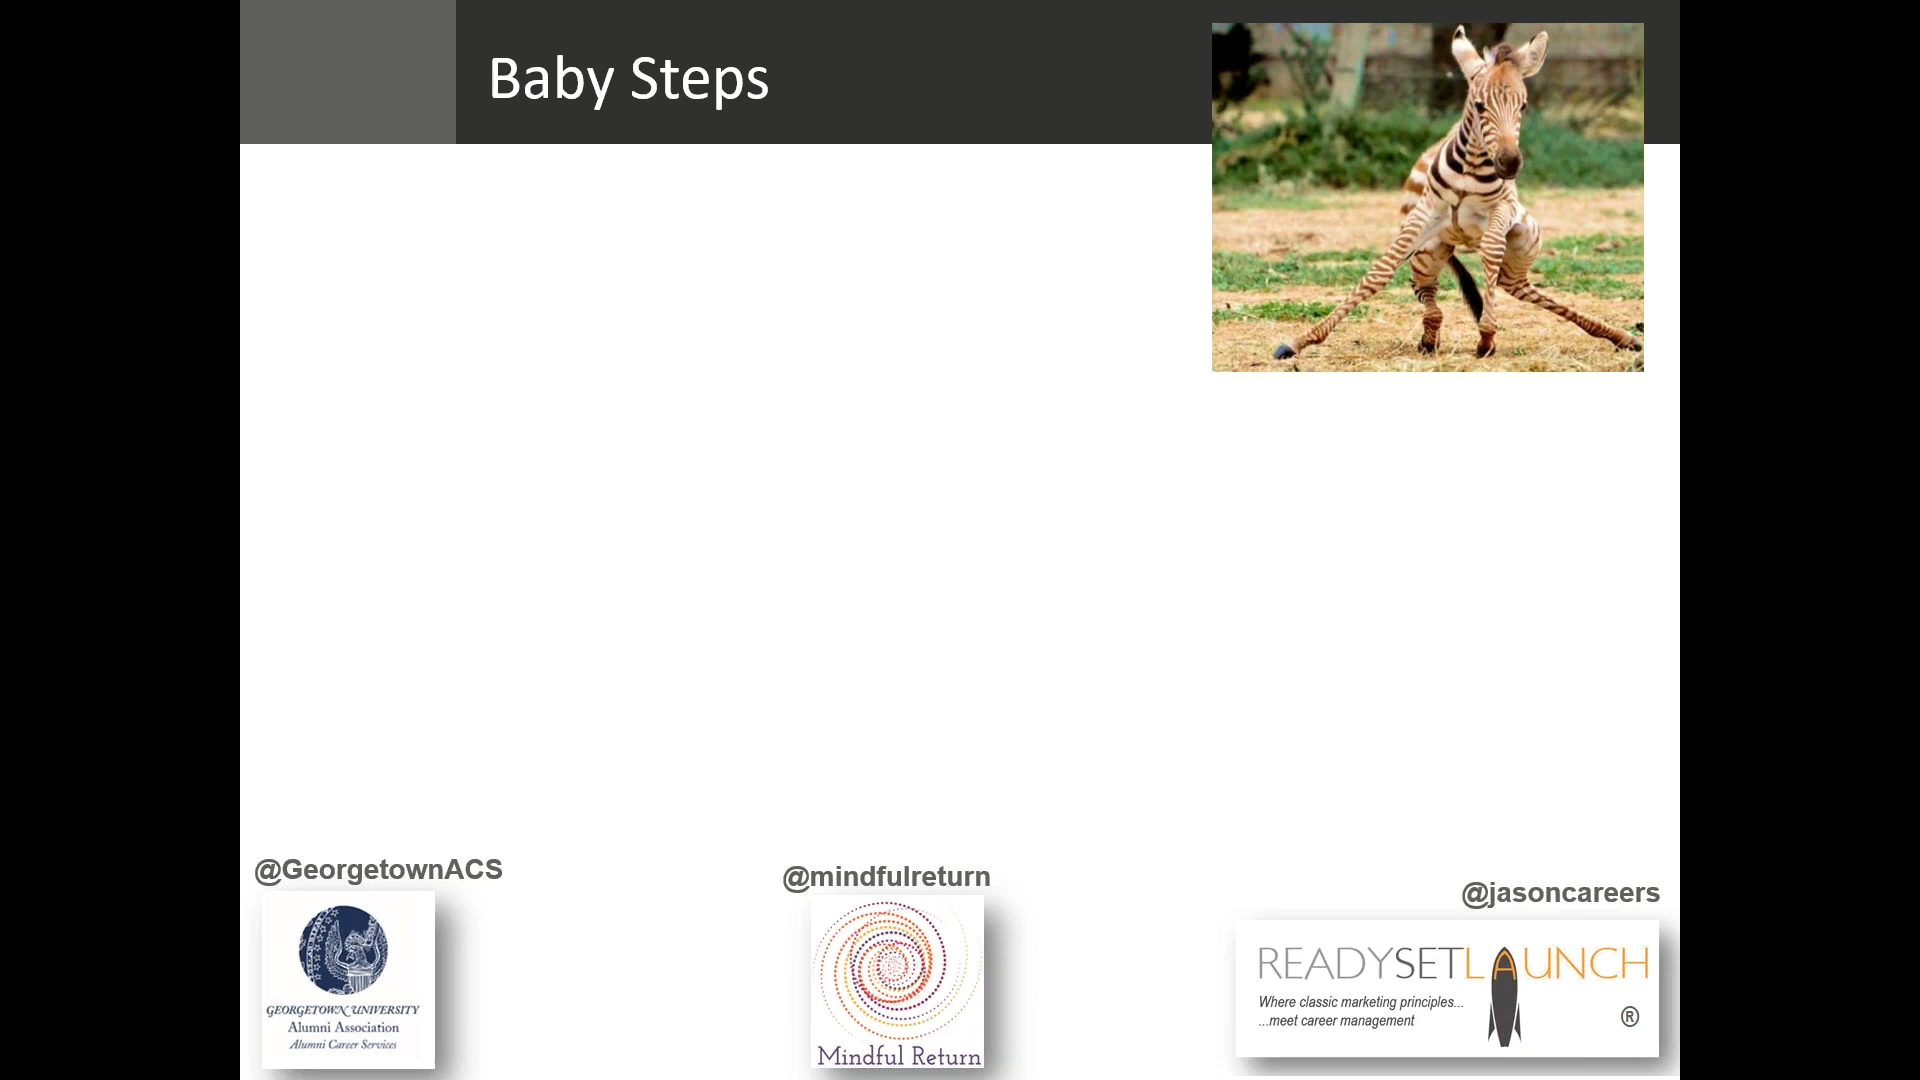 Baby Steps
@GeorgetownACS
@mindfulreturn
@jasoncareers
GEORGETOWN UNIVERSITY
Alumni Association
Alumni Career Services
Mindful Return
READYSETLAUNCH
Where classic marketing principles...
...meet career management
®